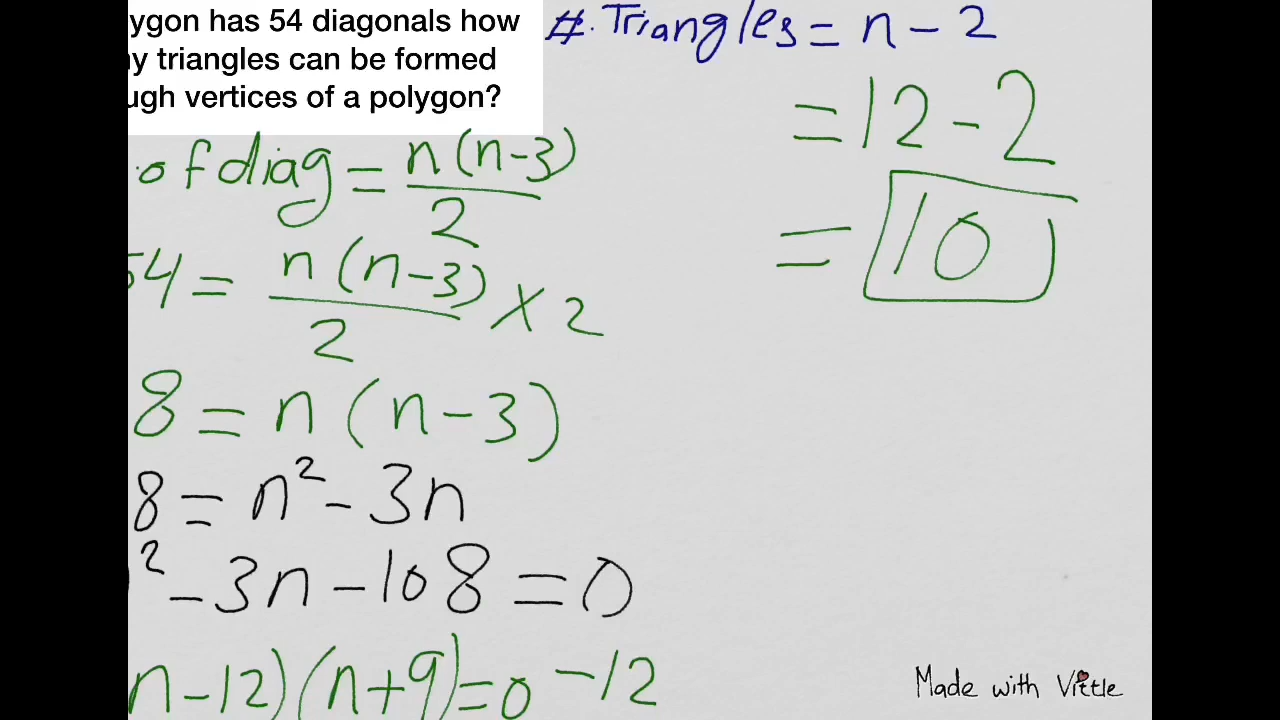 ygon has 54 diagonals how
y triangles can be formed
ugh vertices of a polygon?
#. Triangles = n - 2
= 12 - 2
= 10
. of diag = n(n-3)/2
54 = n(n-3)/2 × 2
8 = n(n-3)
8 = n² - 3n
² - 3n - 108 = 0
n - 12)(n + 9) = 0 -12
Made with Vittle